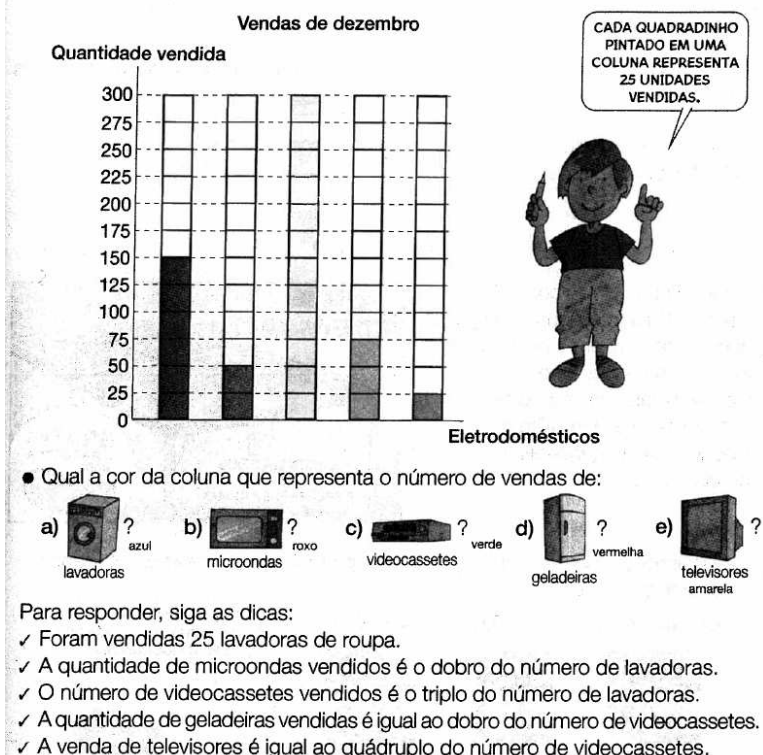 Vendas de dezembro
Quantidade vendida
CADA QUADRADINHO
PINTADO EM UMA
COLUNA REPRESENTA
25 UNIDADES
VENDIDAS.
300
275
250
225
200
175
150
125
100
75
50
25
0
Eletrodomésticos
● Qual a cor da coluna que representa o número de vendas de:
a) ? azul b) ? roxo c) ? verde d) ? vermelha e) ?
lavadoras microondas videocassetes geladeiras televisores
amarela
Para responder, siga as dicas:
✓ Foram vendidas 25 lavadoras de roupa.
✓ A quantidade de microondas vendidos é o dobro do número de lavadoras.
✓ O número de videocassetes vendidos é o triplo do número de lavadoras.
✓ A quantidade de geladeiras vendidas é igual ao dobro do número de videocassetes.
✓ A venda de televisores é igual ao quádruplo do número de videocassetes.